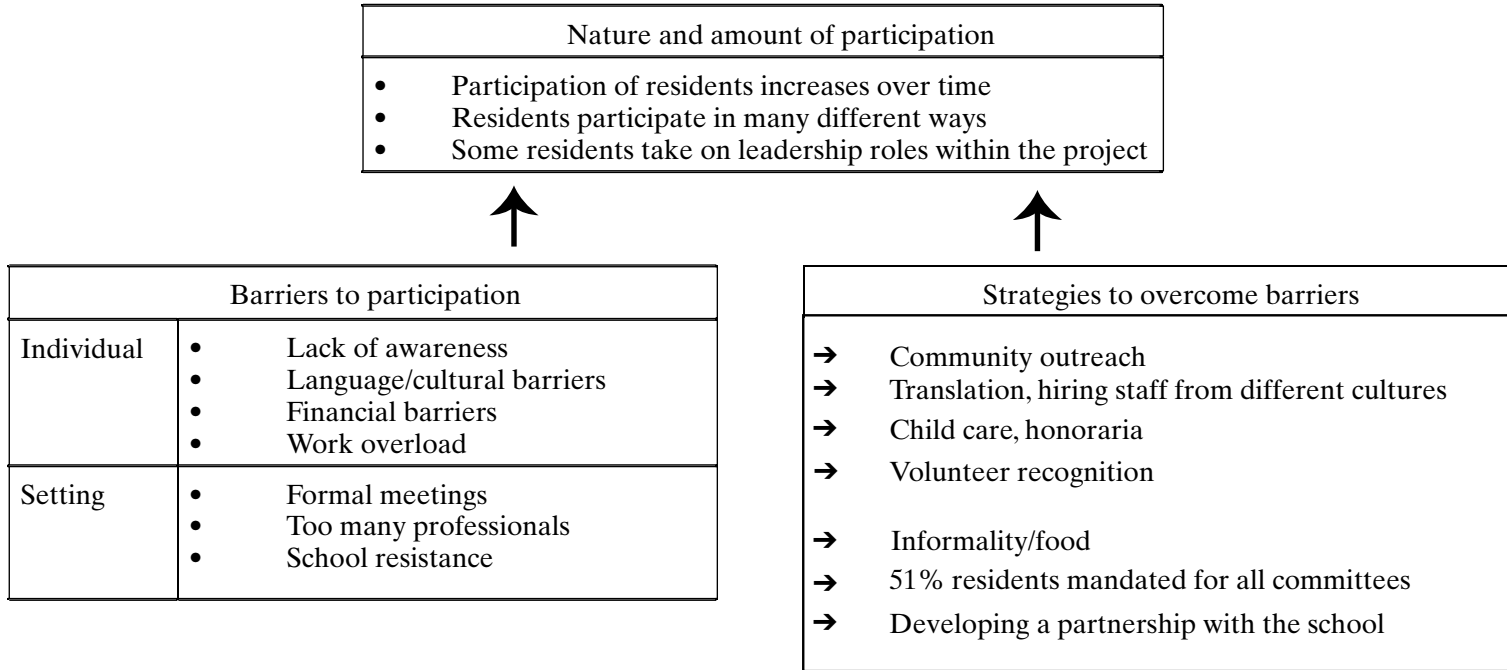 Nature and amount of participation
• Participation of residents increases over time
• Residents participate in many different ways
• Some residents take on leadership roles within the project
Barriers to participation
Individual
• Lack of awareness
• Language/cultural barriers
• Financial barriers
• Work overload
Setting
• Formal meetings
• Too many professionals
• School resistance
Strategies to overcome barriers
➔ Community outreach
➔ Translation, hiring staff from different cultures
➔ Child care, honoraria
➔ Volunteer recognition
➔ Informality/food
➔ 51% residents mandated for all committees
➔ Developing a partnership with the school